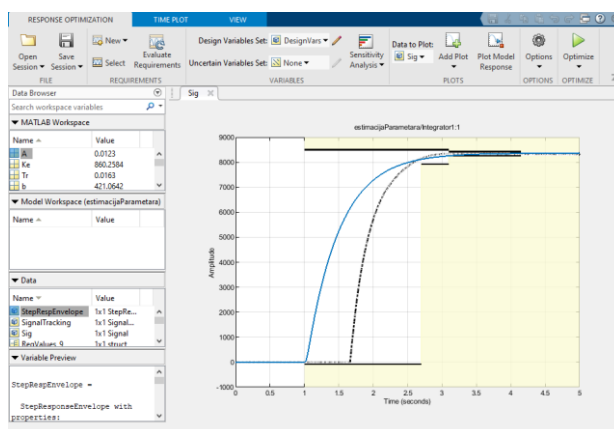 RESPONSE OPTIMIZATION TIME PLOT VIEW
Open Session
Save Session
New
Select
Evaluate Requirements
Design Variables Set: DesignVars
Uncertain Variables Set: None
Sensitivity Analysis
Data to Plot: Sig
Add Plot
Plot Model Response
Options
Optimize
FILE REQUIREMENTS VARIABLES PLOTS OPTIONS OPTIMIZE
Data Browser
Search workspace variables
MATLAB Workspace
Name Value
A 0.0123
Ke 860.2584
Tr 0.0163
b 421.0642
Model Workspace (estimacijaParametara)
Name Value
Data
Name Value
StepRespEnvelope 1x1 StepRe...
SignalTracking 1x1 Signal...
Sig 1x1 Signal
ReqValues_9 1x1 struct
Variable Preview
StepRespEnvelope =
StepResponseEnvelope with
properties:
Sig
estimacijaParametara/Integrator1:1
Amplitude
9000
8000
7000
6000
5000
4000
3000
2000
1000
0
-1000
0 0.5 1 1.5 2 2.5 3 3.5 4 4.5 5
Time (seconds)